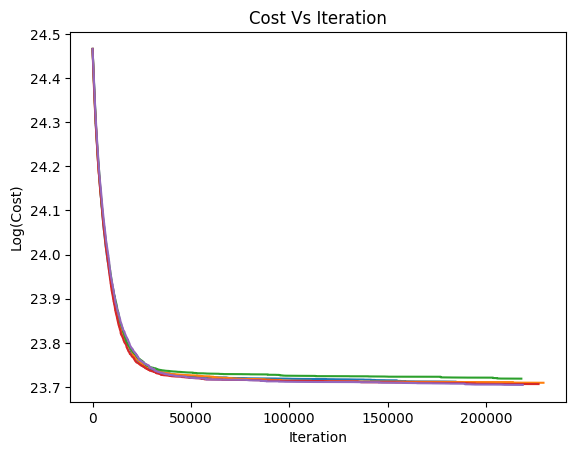 Cost Vs Iteration
24.5
24.4
24.3
24.2
24.1
24.0
23.9
23.8
23.7
Log(Cost)
0 50000 100000 150000 200000
Iteration